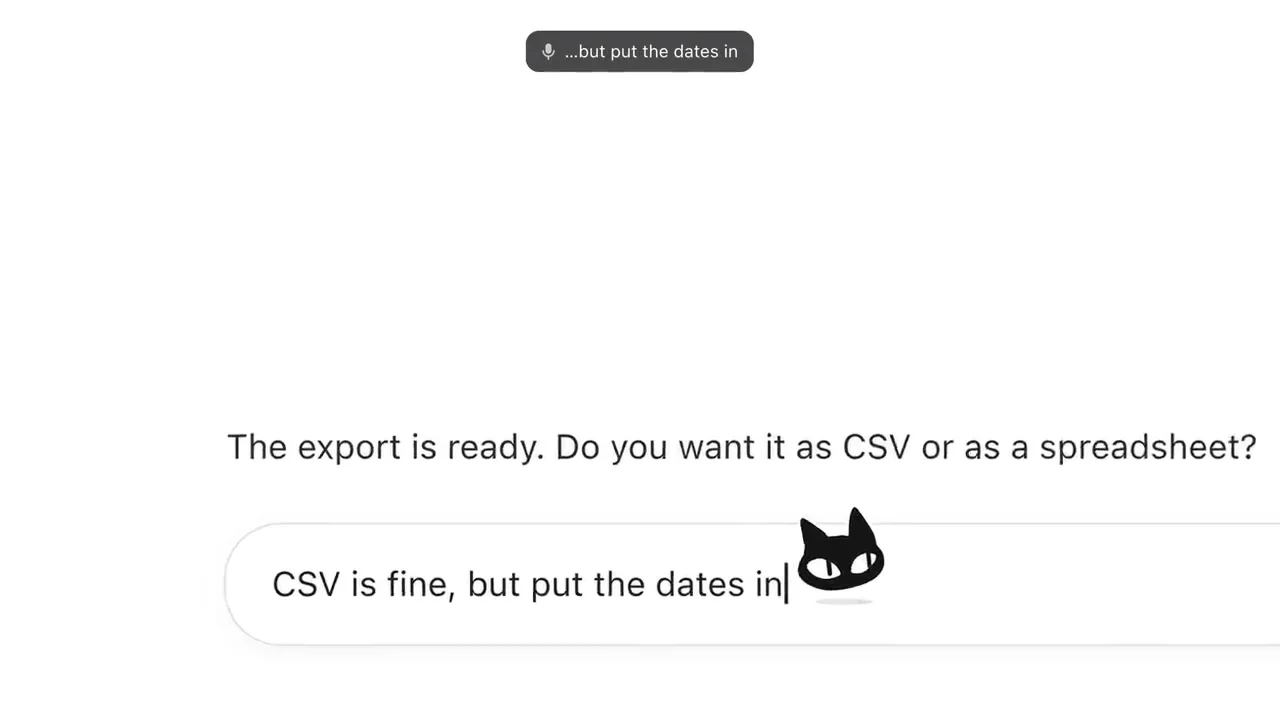 ...but put the dates in
The export is ready. Do you want it as CSV or as a spreadsheet?
CSV is fine, but put the dates in